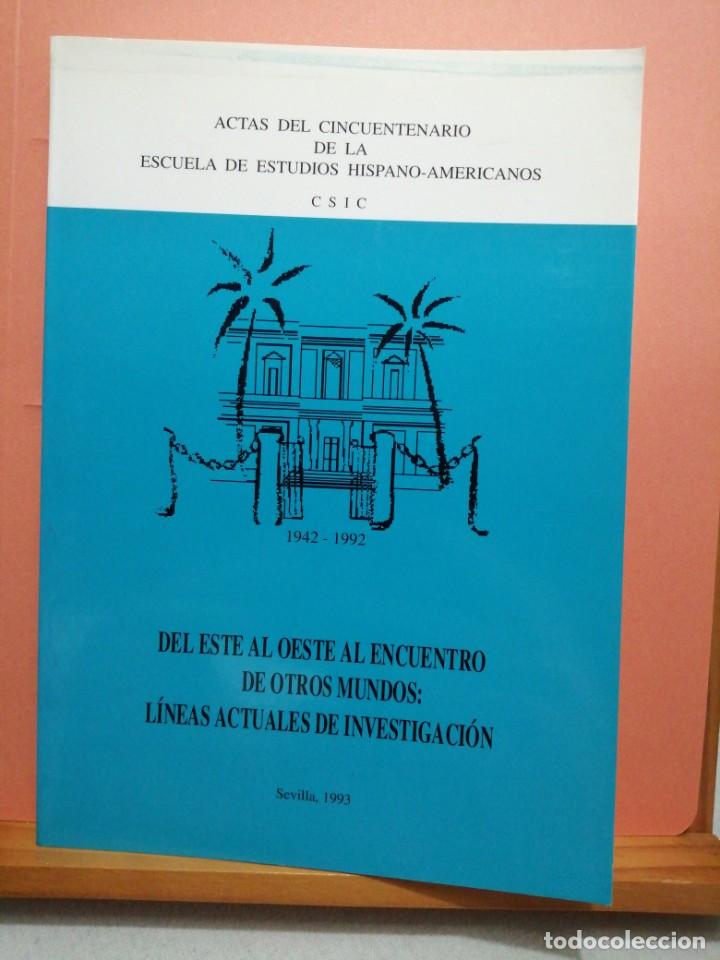 ACTAS DEL CINCUENTENARIO
DE LA
ESCUELA DE ESTUDIOS HISPANO-AMERICANOS
C S I C
1942 - 1992
DEL ESTE AL OESTE AL ENCUENTRO
DE OTROS MUNDOS:
LÍNEAS ACTUALES DE INVESTIGACIÓN
Sevilla, 1993
todocoleccion